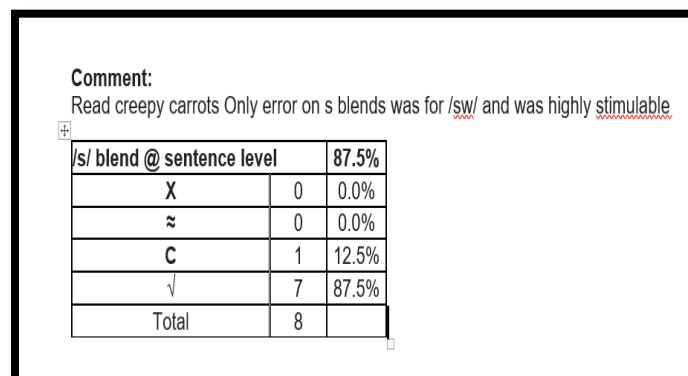 Comment:
Read creepy carrots Only error on s blends was for /sw/ and was highly stimulable
/s/ blend @ sentence level 87.5%
X 0 0.0%
≈ 0 0.0%
C 1 12.5%
√ 7 87.5%
Total 8